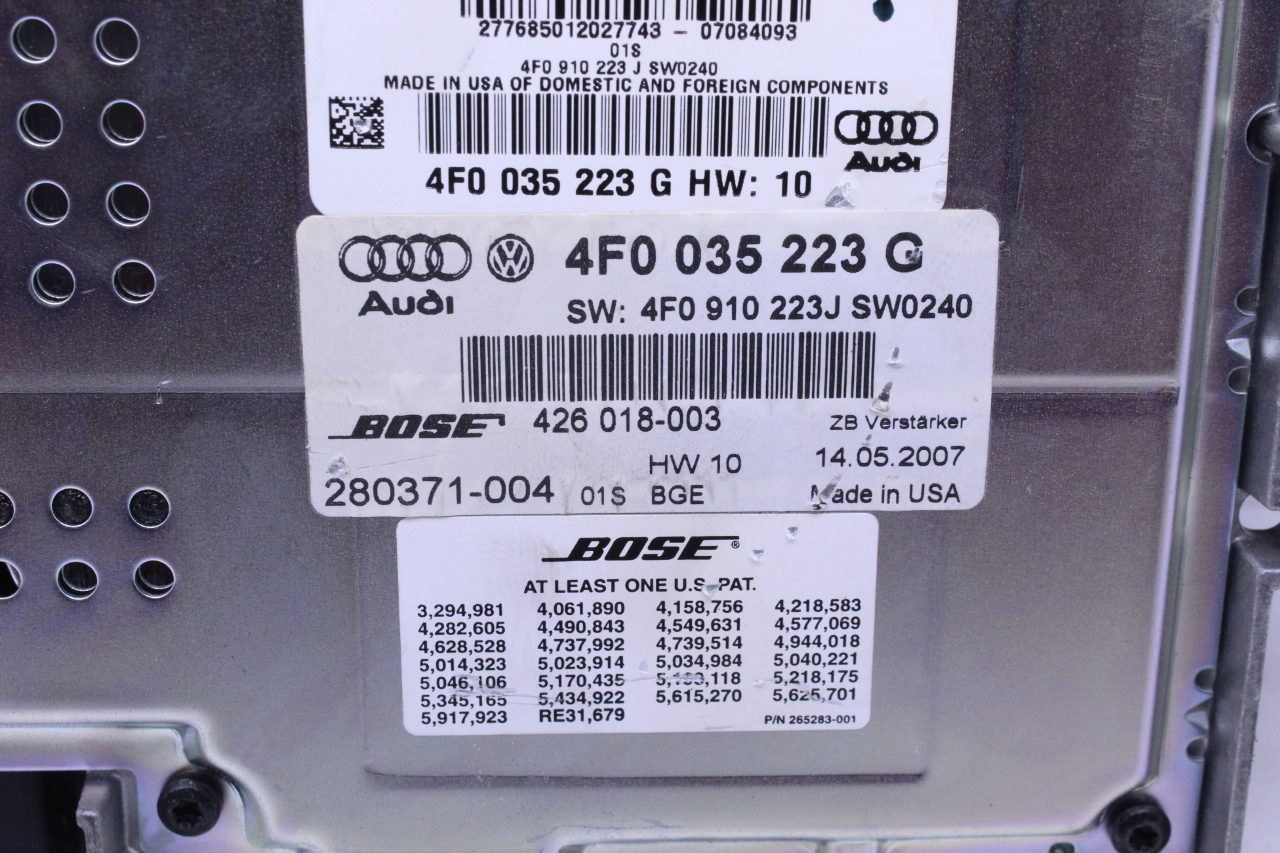 277685012027743 - 07084093
01S
4F0 910 223 J SW0240
MADE IN USA OF DOMESTIC AND FOREIGN COMPONENTS
Audi
4F0 035 223 G HW: 10
Audi
4F0 035 223 G
SW: 4F0 910 223J SW0240
BOSE 426 018-003 ZB Verstärker
HW 10 14.05.2007
280371-004 01S BGE Made in USA
BOSE®
AT LEAST ONE U.S. PAT.
3,294,981 4,061,890 4,158,756 4,218,583
4,282,605 4,490,843 4,549,631 4,577,069
4,628,528 4,737,992 4,739,514 4,944,018
5,014,323 5,023,914 5,034,984 5,040,221
5,046,106 5,170,435 5,218,175
5,345,165 5,434,922 5,615,270 5,625,701
5,917,923 RE31,679 P/N 265283-001